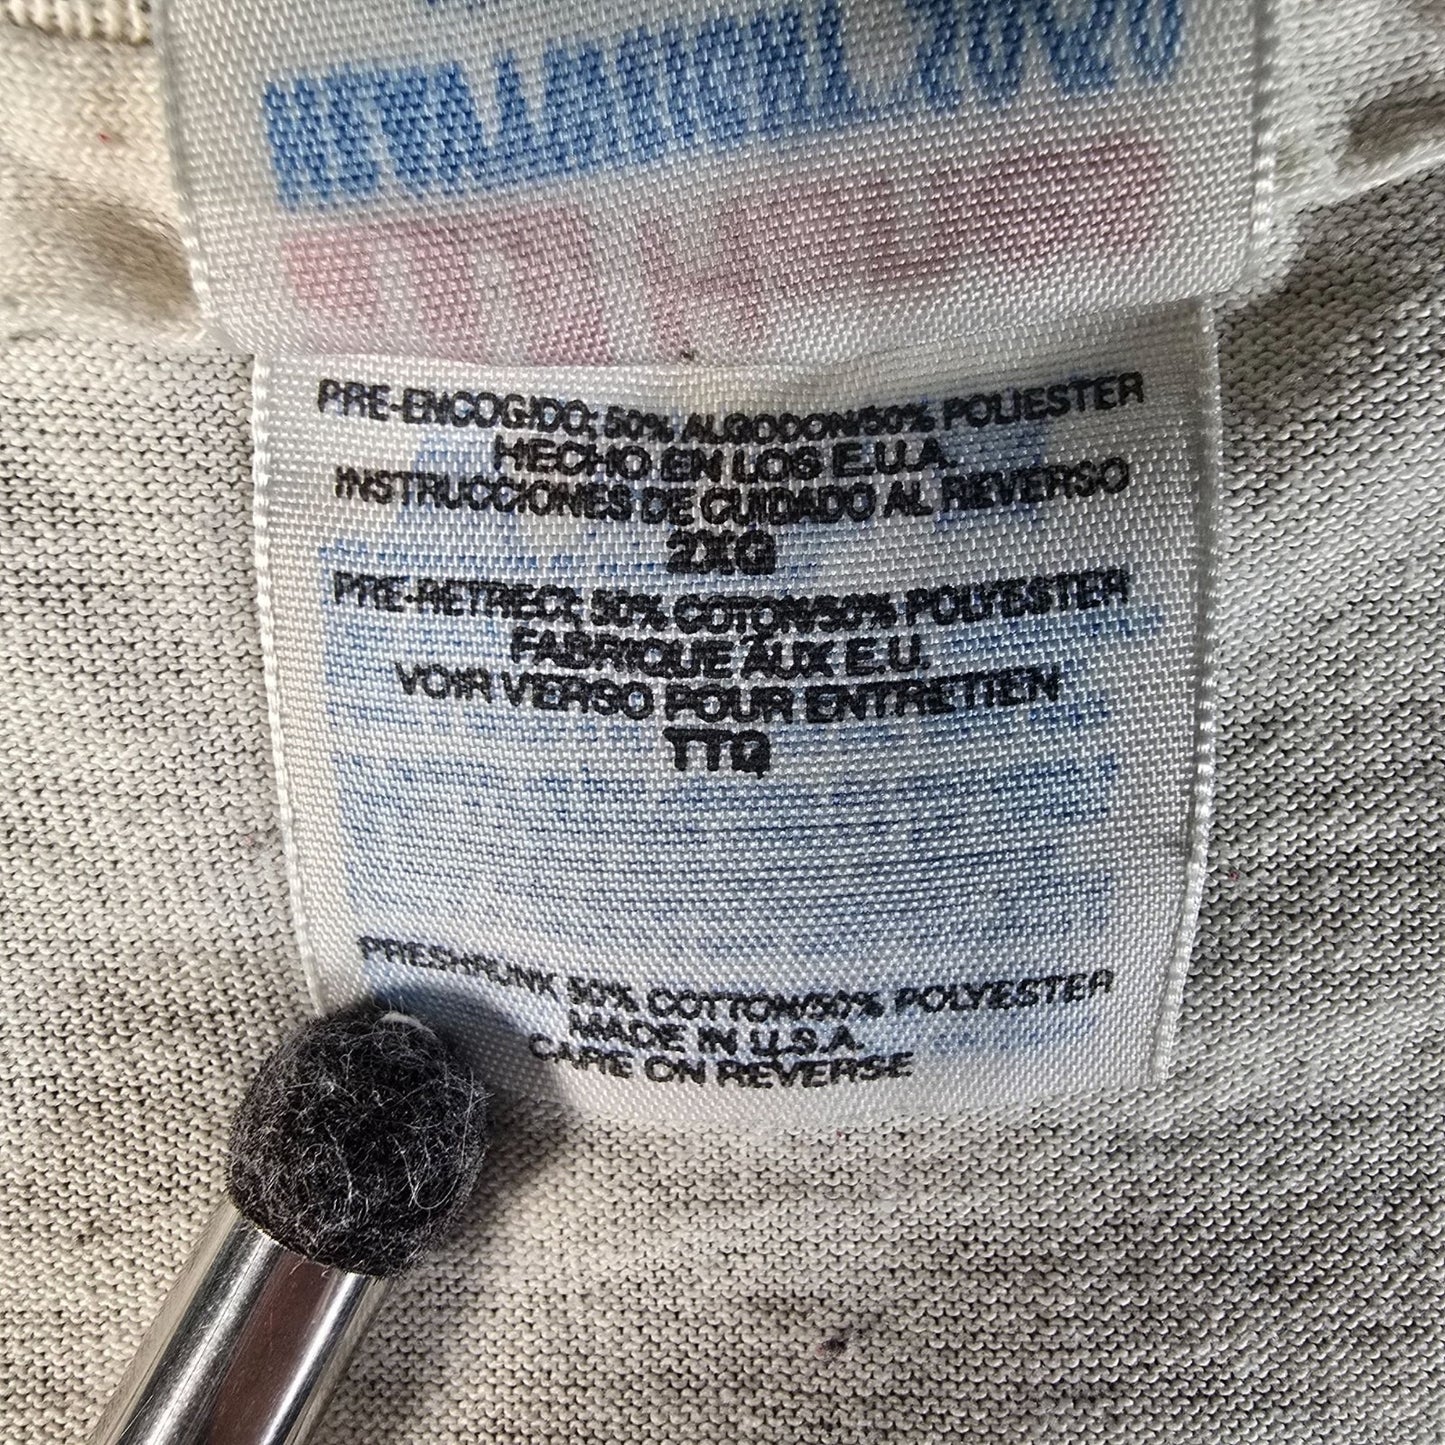 PRE-ENCOGIDO; 50% ALGODON/50% POLIESTER
HECHO EN LOS E.U.A.
INSTRUCCIONES DE CUIDADO AL REVERSO
2XG
PRE-RETRECI; 50% COTON/50% POLYESTER
FABRIQUE AUX E.U.
VOIR VERSO POUR ENTRETIEN
TTG
PRESHRUNK 50% COTTON/50% POLYESTER
MADE IN U.S.A.
CARE ON REVERSE